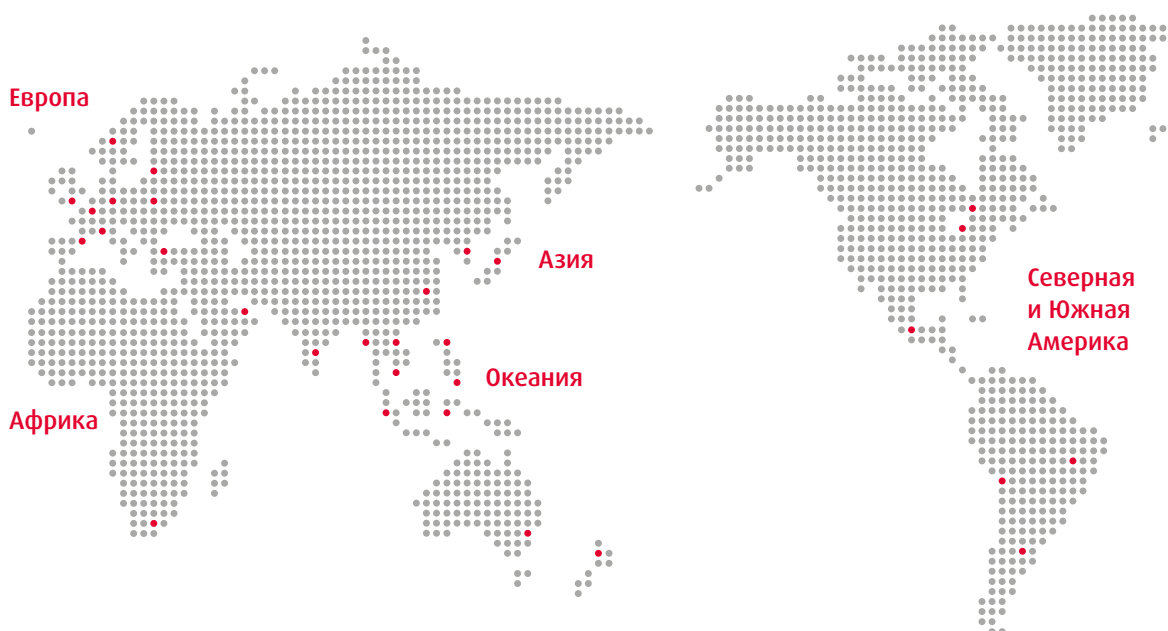 Европа
Азия
Северная
и Южная
Америка
Океания
Африка